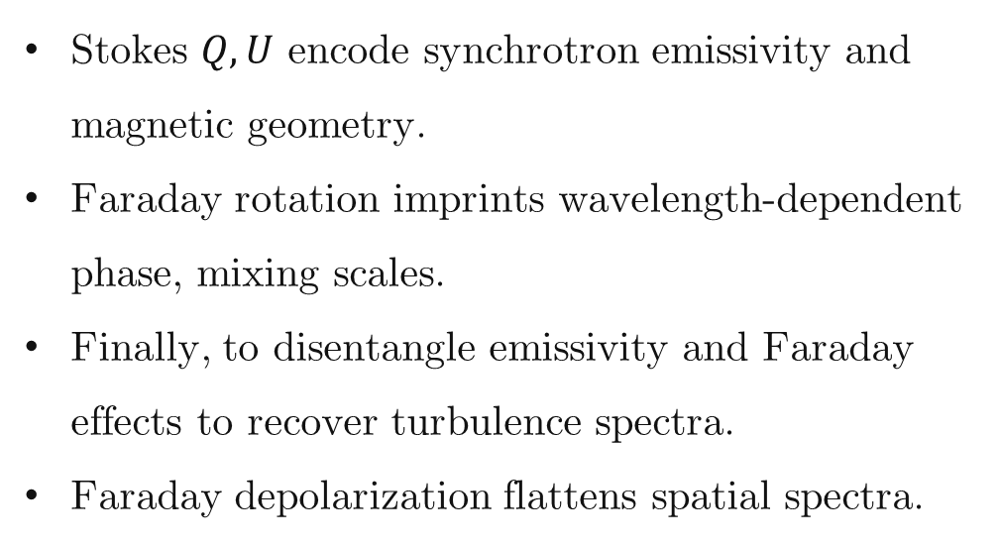 • Stokes Q, U encode synchrotron emissivity and
magnetic geometry.
• Faraday rotation imprints wavelength-dependent
phase, mixing scales.
• Finally, to disentangle emissivity and Faraday
effects to recover turbulence spectra.
• Faraday depolarization flattens spatial spectra.